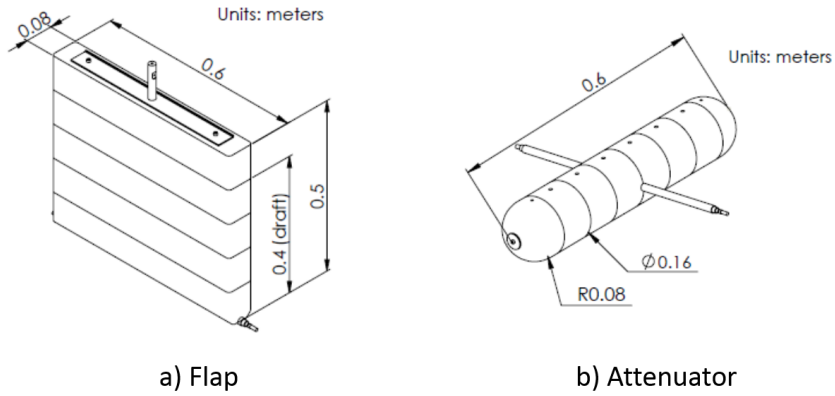 Units: meters
0.08
0.6
0.5
0.4 (draft)
a) Flap
Units: meters
0.6
Ø0.16
R0.08
b) Attenuator